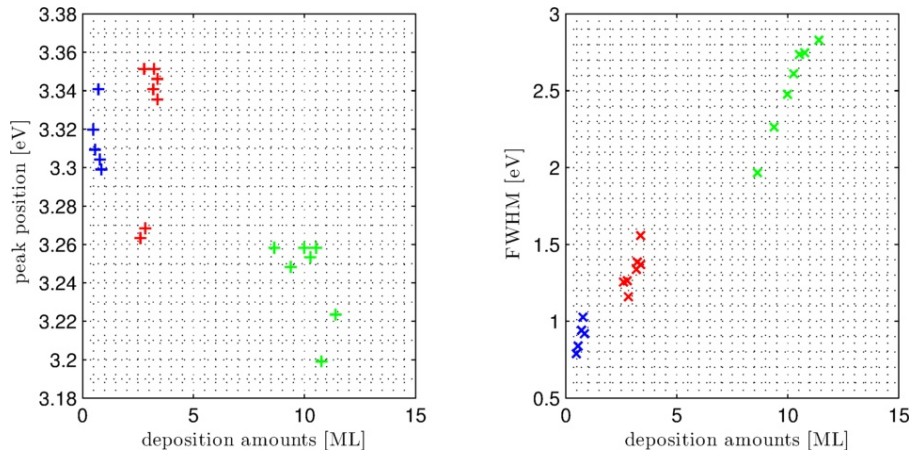 3.38
3.36
3.34
3.32
3.3
3.28
3.26
3.24
3.22
3.2
3.18
peak position [eV]
0 5 10 15
deposition amounts [ML]
3
2.5
2
1.5
1
0.5
FWHM [eV]
0 5 10 15
deposition amounts [ML]